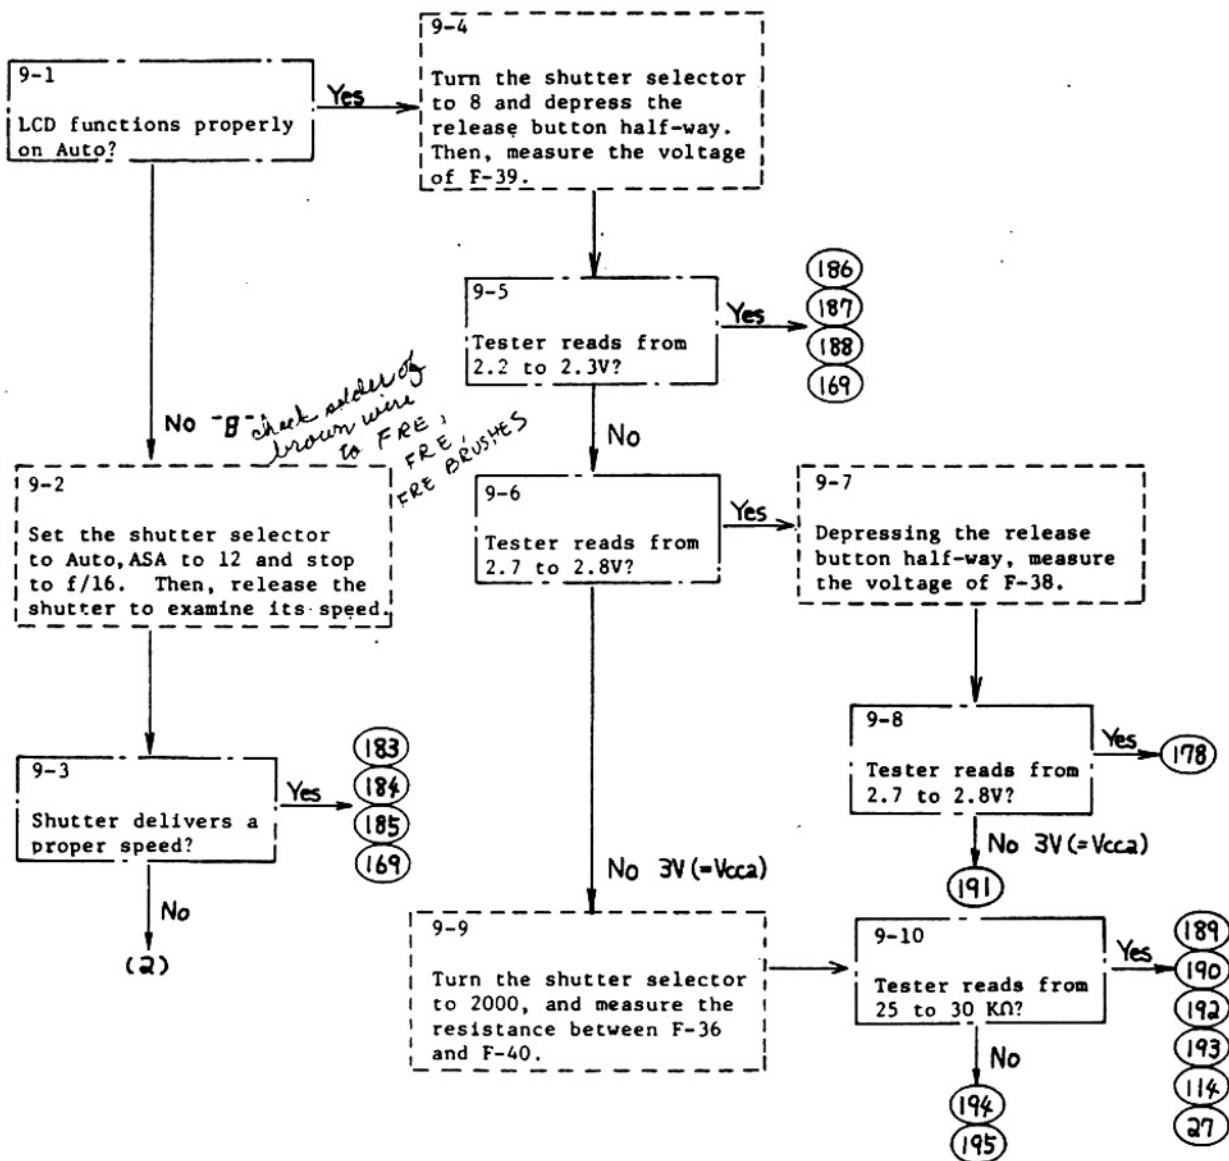 9-1
LCD functions properly
on Auto?
Yes
9-4
Turn the shutter selector
to 8 and depress the
release button half-way.
Then, measure the voltage
of F-39.
9-5
Tester reads from
2.2 to 2.3V?
Yes
186
187
188
169
No "8"
check solder of
brown wire
to FRE,
FRE,
FRE BRUSHES
9-2
Set the shutter selector
to Auto,ASA to 12 and stop
to f/16. Then, release the
shutter to examine its speed.
No
9-6
Tester reads from
2.7 to 2.8V?
Yes
9-7
Depressing the release
button half-way, measure
the voltage of F-38.
9-3
Shutter delivers a
proper speed?
Yes
183
184
185
169
No
(2)
9-8
Tester reads from
2.7 to 2.8V?
Yes
178
No 3V (=Vcca)
191
No 3V (=Vcca)
9-9
Turn the shutter selector
to 2000, and measure the
resistance between F-36
and F-40.
9-10
Tester reads from
25 to 30 KΩ?
Yes
189
190
192
193
114
27
No
194
195